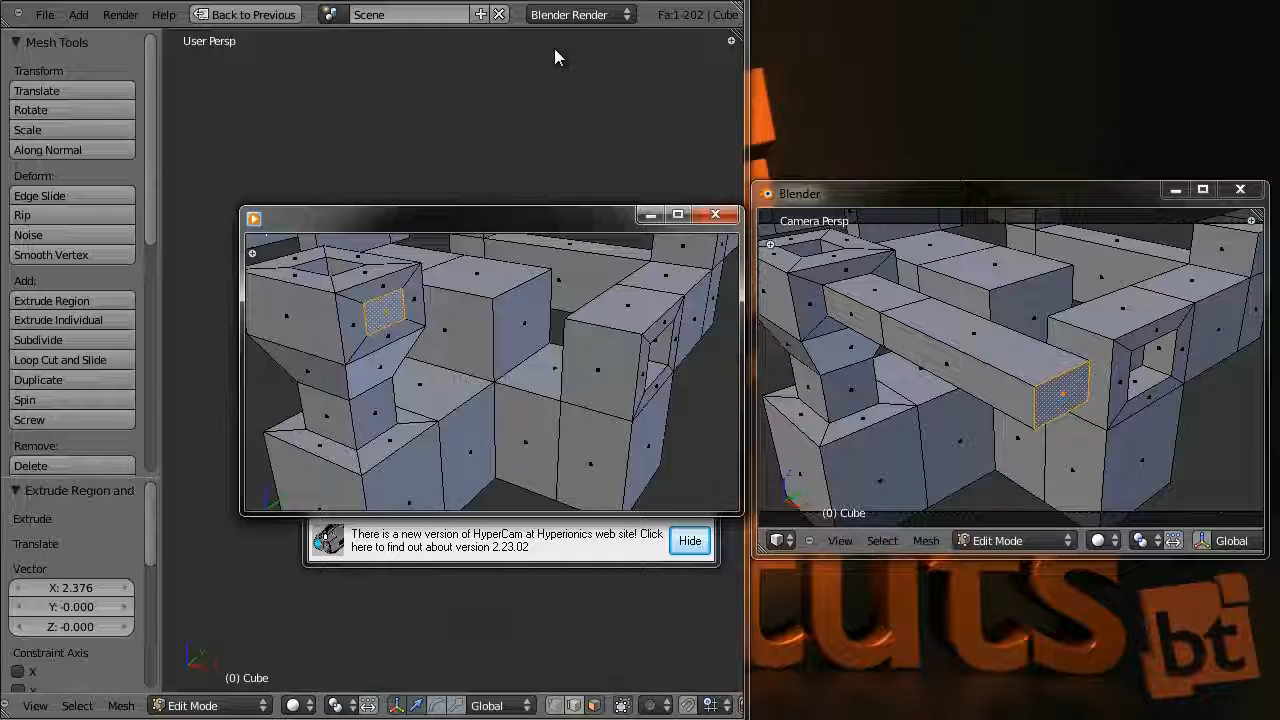 File Add Render Help Back to Previous Scene Blender Render Fa:1-202 | Cube
Mesh Tools
User Persp
Transform
Translate
Rotate
Scale
Along Normal
Deform:
Edge Slide
Rip
Noise
Smooth Vertex
Add:
Extrude Region
Extrude Individual
Subdivide
Loop Cut and Slide
Duplicate
Spin
Screw
Remove:
Delete
Extrude Region and
Extrude
Translate
Vector
X: 2.376
Y: -0.000
Z: -0.000
Constraint Axis
X
(0) Cube
View Select Mesh Edit Mode Global
There is a new version of HyperCam at Hyperionics web site! Click
here to find out about version 2.23.02
Hide
Blender
Camera Persp
(0) Cube
View Select Mesh Edit Mode Global
tuts
bt